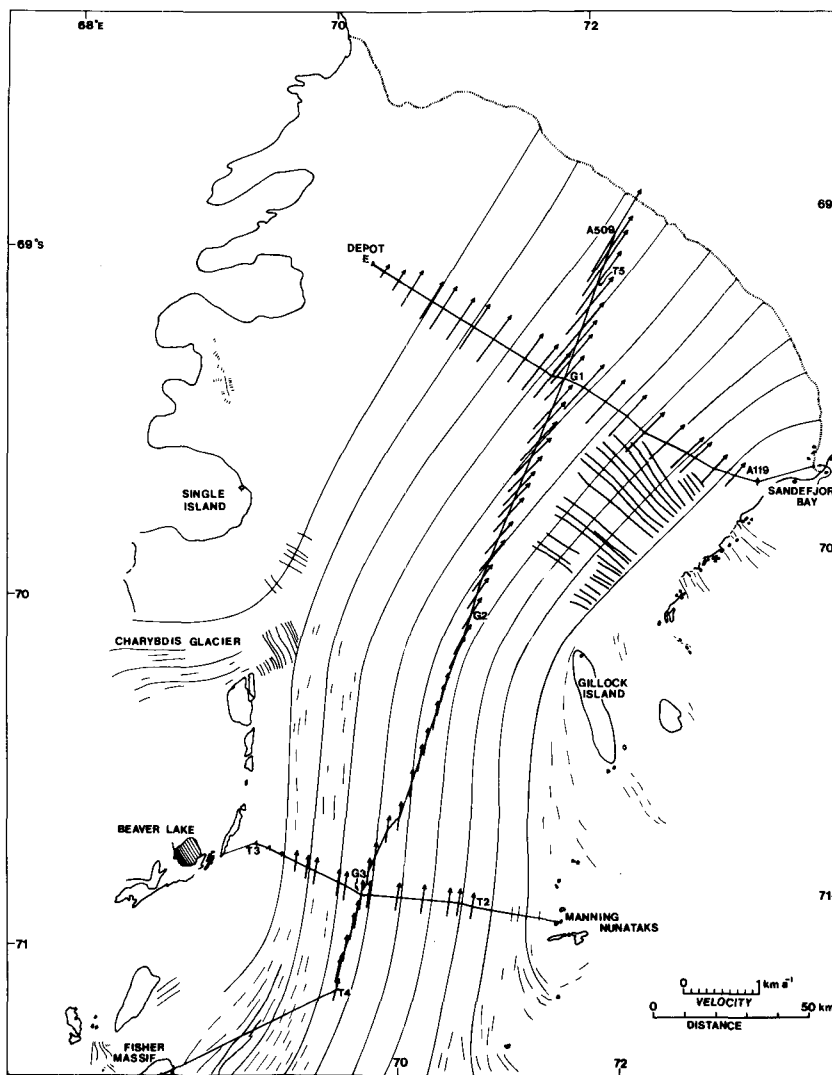 68°E
70
72
69
69°S
A509
DEPOT
E
T5
G1
A119
SINGLE
ISLAND
SANDEFJORD
BAY
70
70
G2
CHARYBDIS GLACIER
GILLOCK
ISLAND
BEAVER LAKE
T3
G3
T2
71
71
MANNING
NUNATAKS
T4
0 1 km a⁻¹
VELOCITY
0 50 km
DISTANCE
FISHER
MASSIF
70
72